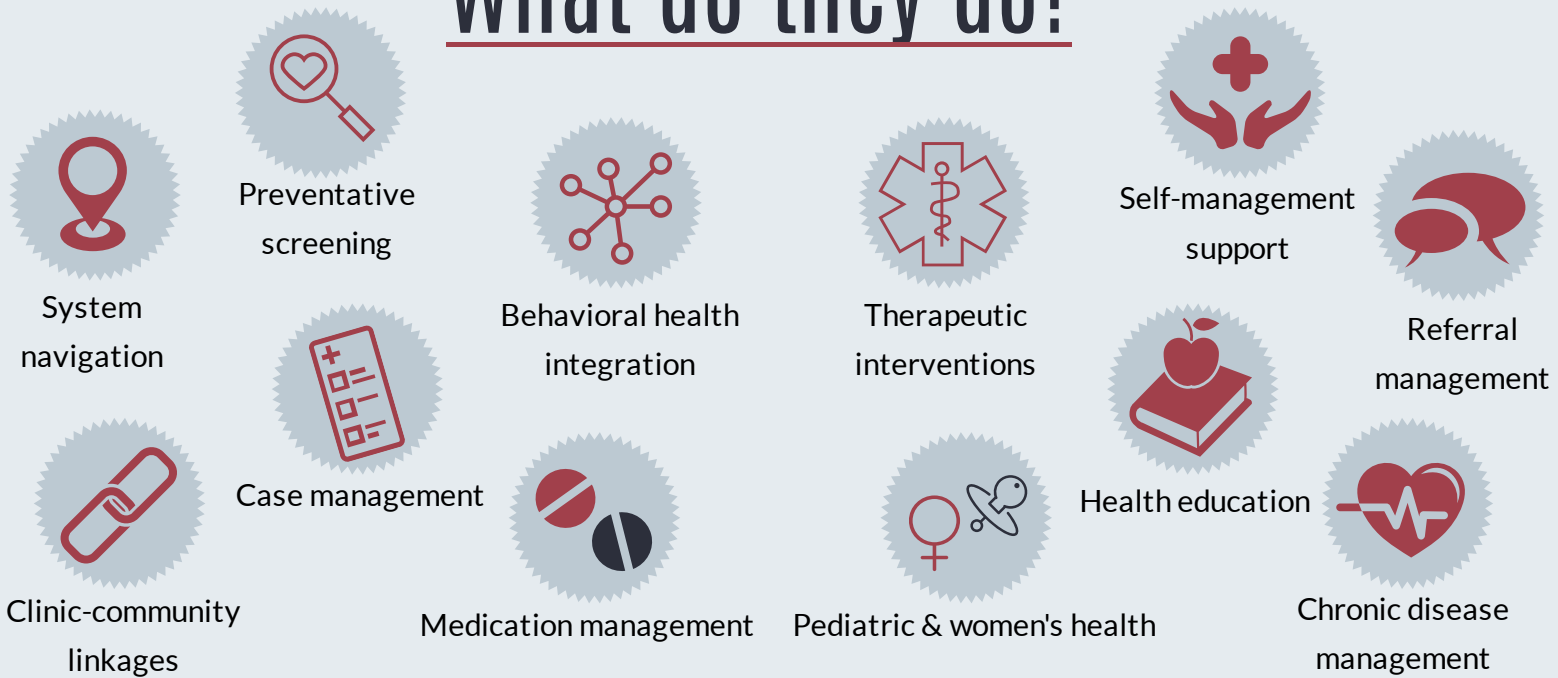 What do they do?
Preventative
screening
Self-management
support
System
navigation
Behavioral health
integration
Therapeutic
interventions
Referral
management
Case management
Health education
Clinic-community
linkages
Medication management
Pediatric & women's health
Chronic disease
management